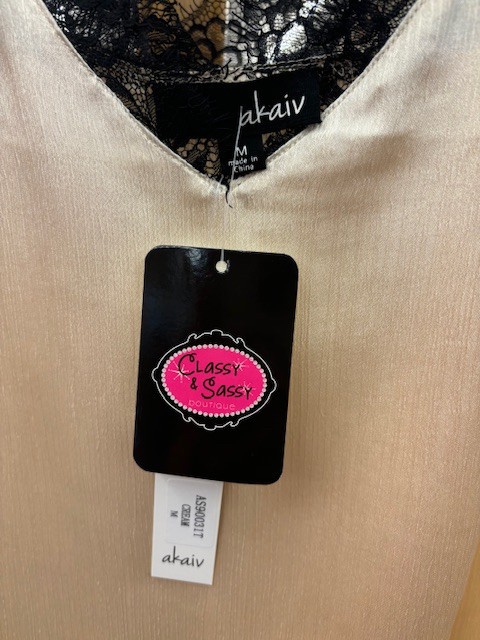 akaiv
M
made in
China
Classy
& Sassy
boutique
AS90031T
CREAM
M
akaiv